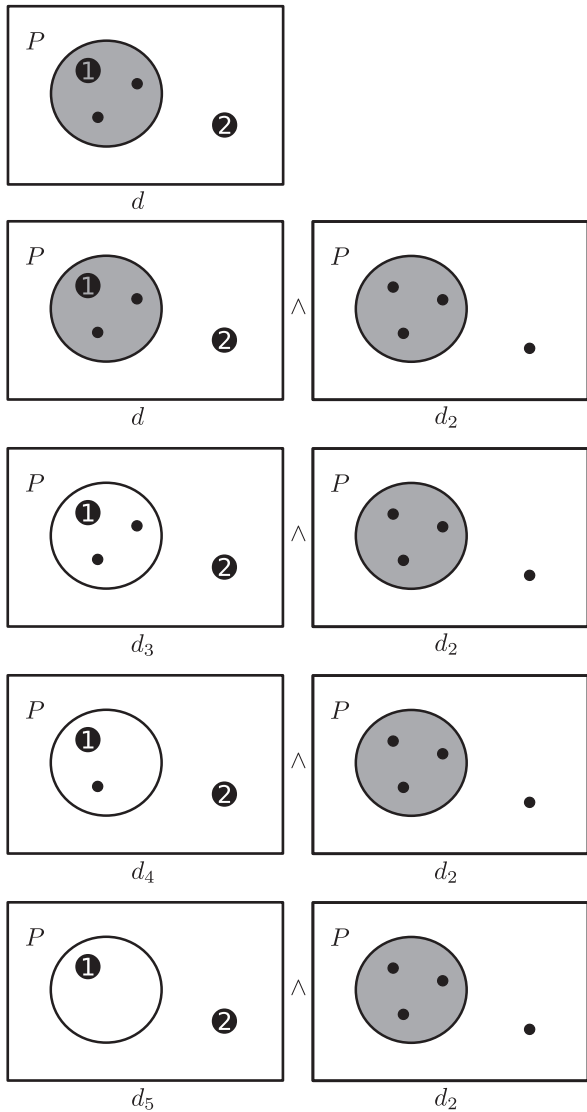 P 1 2
d
P 1 2 ∧
d d₂
P 1 2 ∧
d₃ d₂
P 1 2 ∧
d₄ d₂
P 1 2 ∧
d₅ d₂